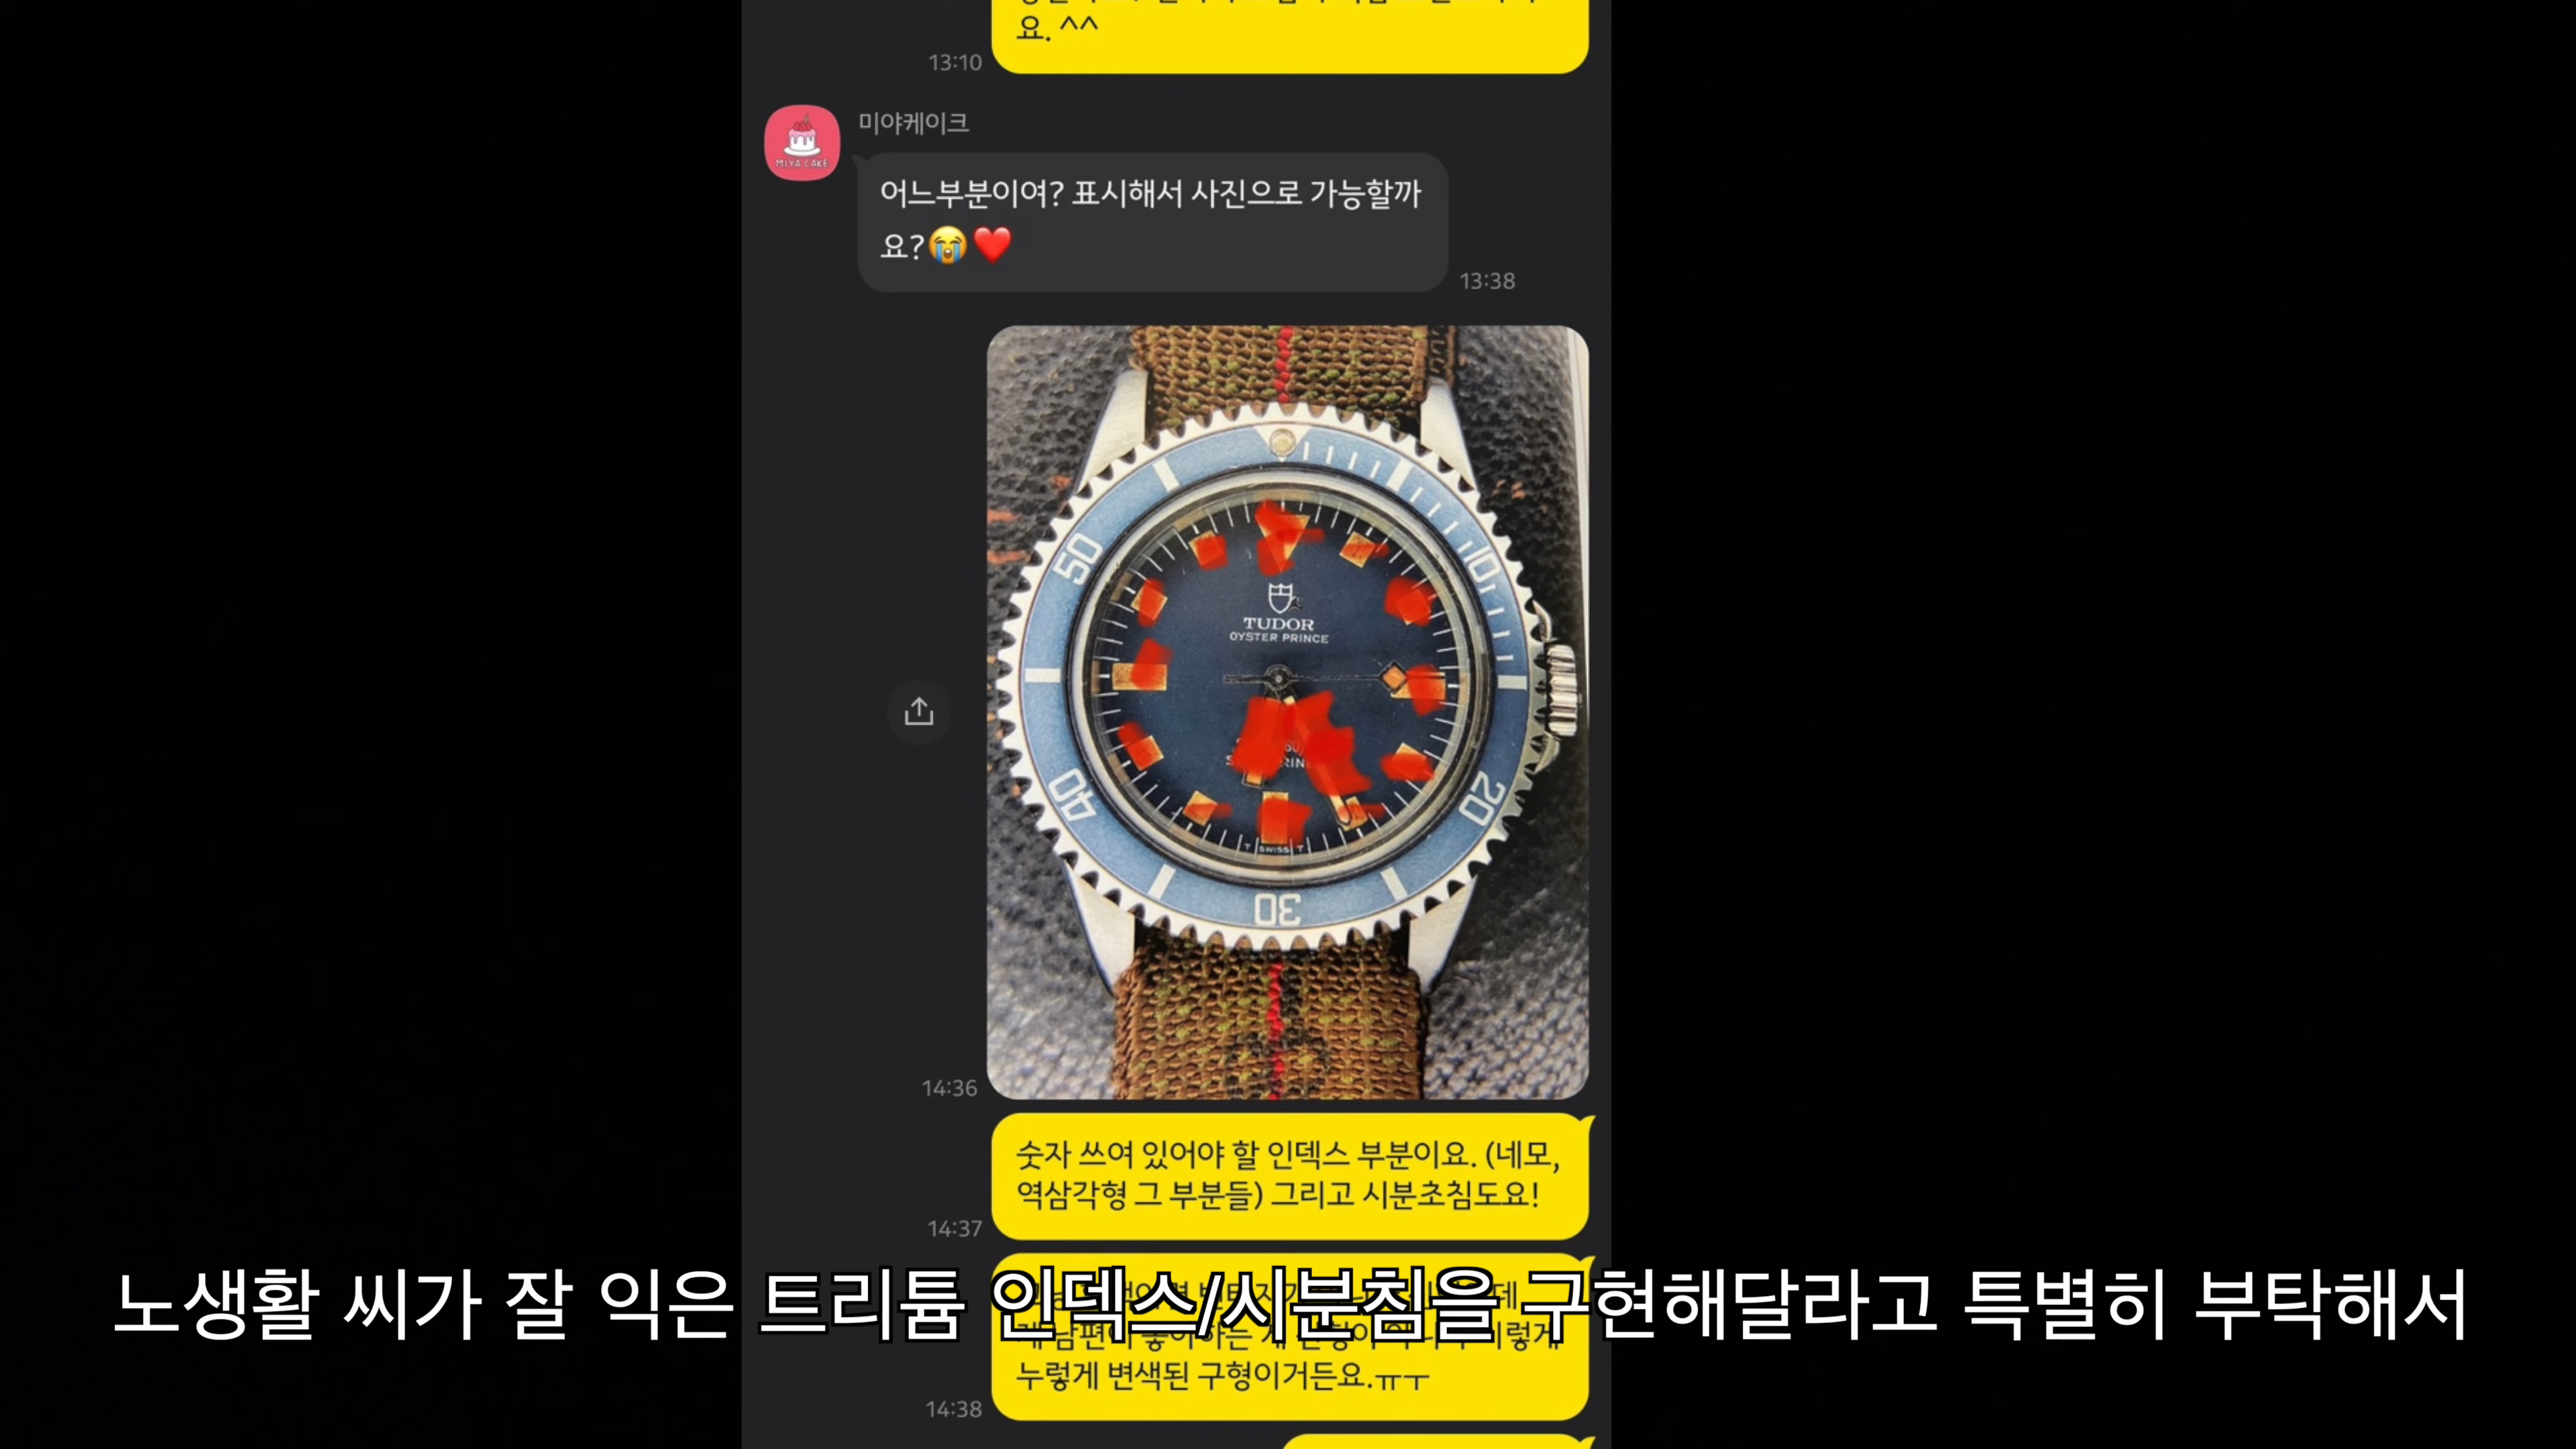 요. ^^
13:10
미야케이크
MIYA CAKE
어느부분이여? 표시해서 사진으로 가능할까
요?😭❤️
13:38
50
10
TUDOR
OYSTER PRINCE
40
20
T SWISS T
30
14:36
숫자 쓰여 있어야 할 인덱스 부분이요. (네모,
역삼각형 그 부분들) 그리고 시분초침도요!
14:37
노생활 씨가 잘 익은 트리튬 인덱스/시분침을 구현해달라고 특별히 부탁해서
누렇게 변색된 구형이거든요.ㅠㅜ
14:38